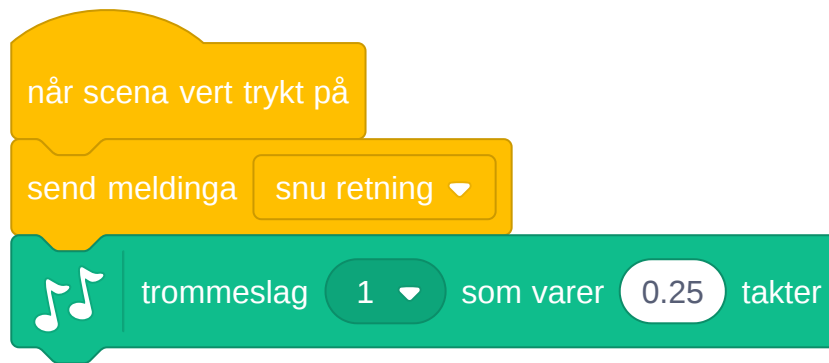 når scena vert trykt på
send meldinga snu retning
trommeslag 1 som varer 0.25 takter